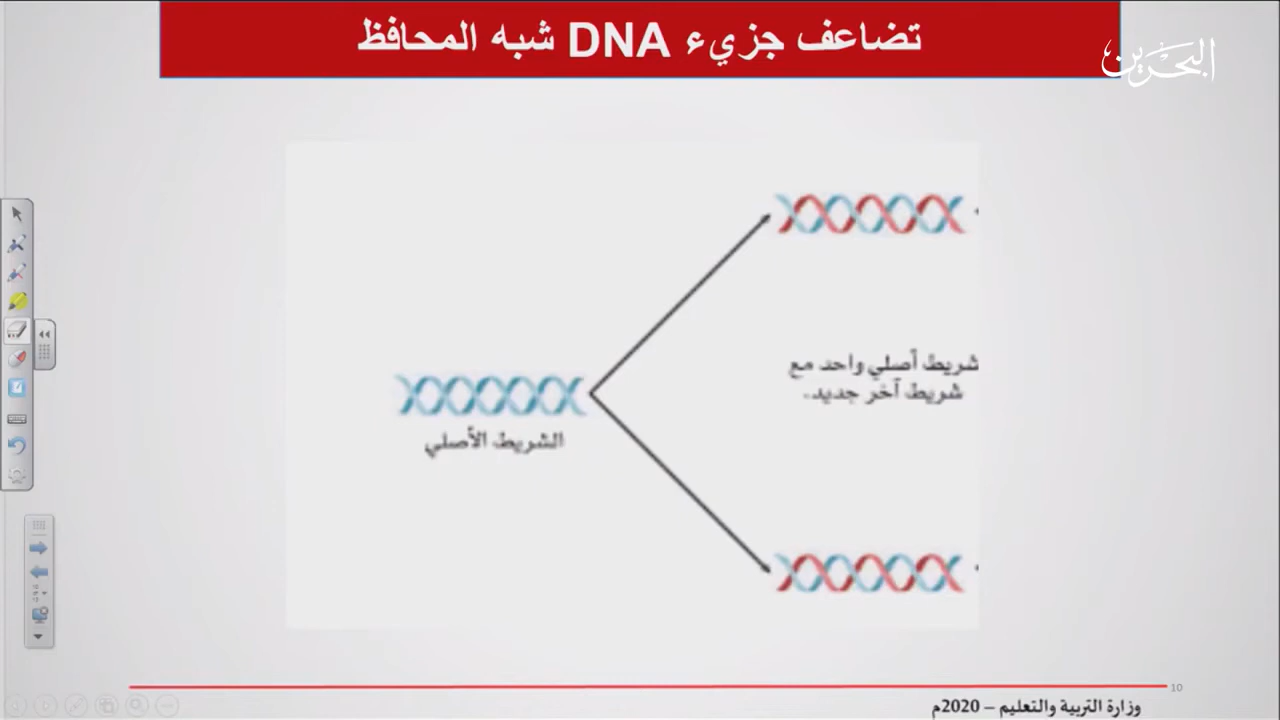 تضاعف جزيء DNA شبه المحافظ
البحرين
شريط أصلي واحد مع
شريط آخر جديد.
الشريط الأصلي
10
وزارة التربية والتعليم – 2020م